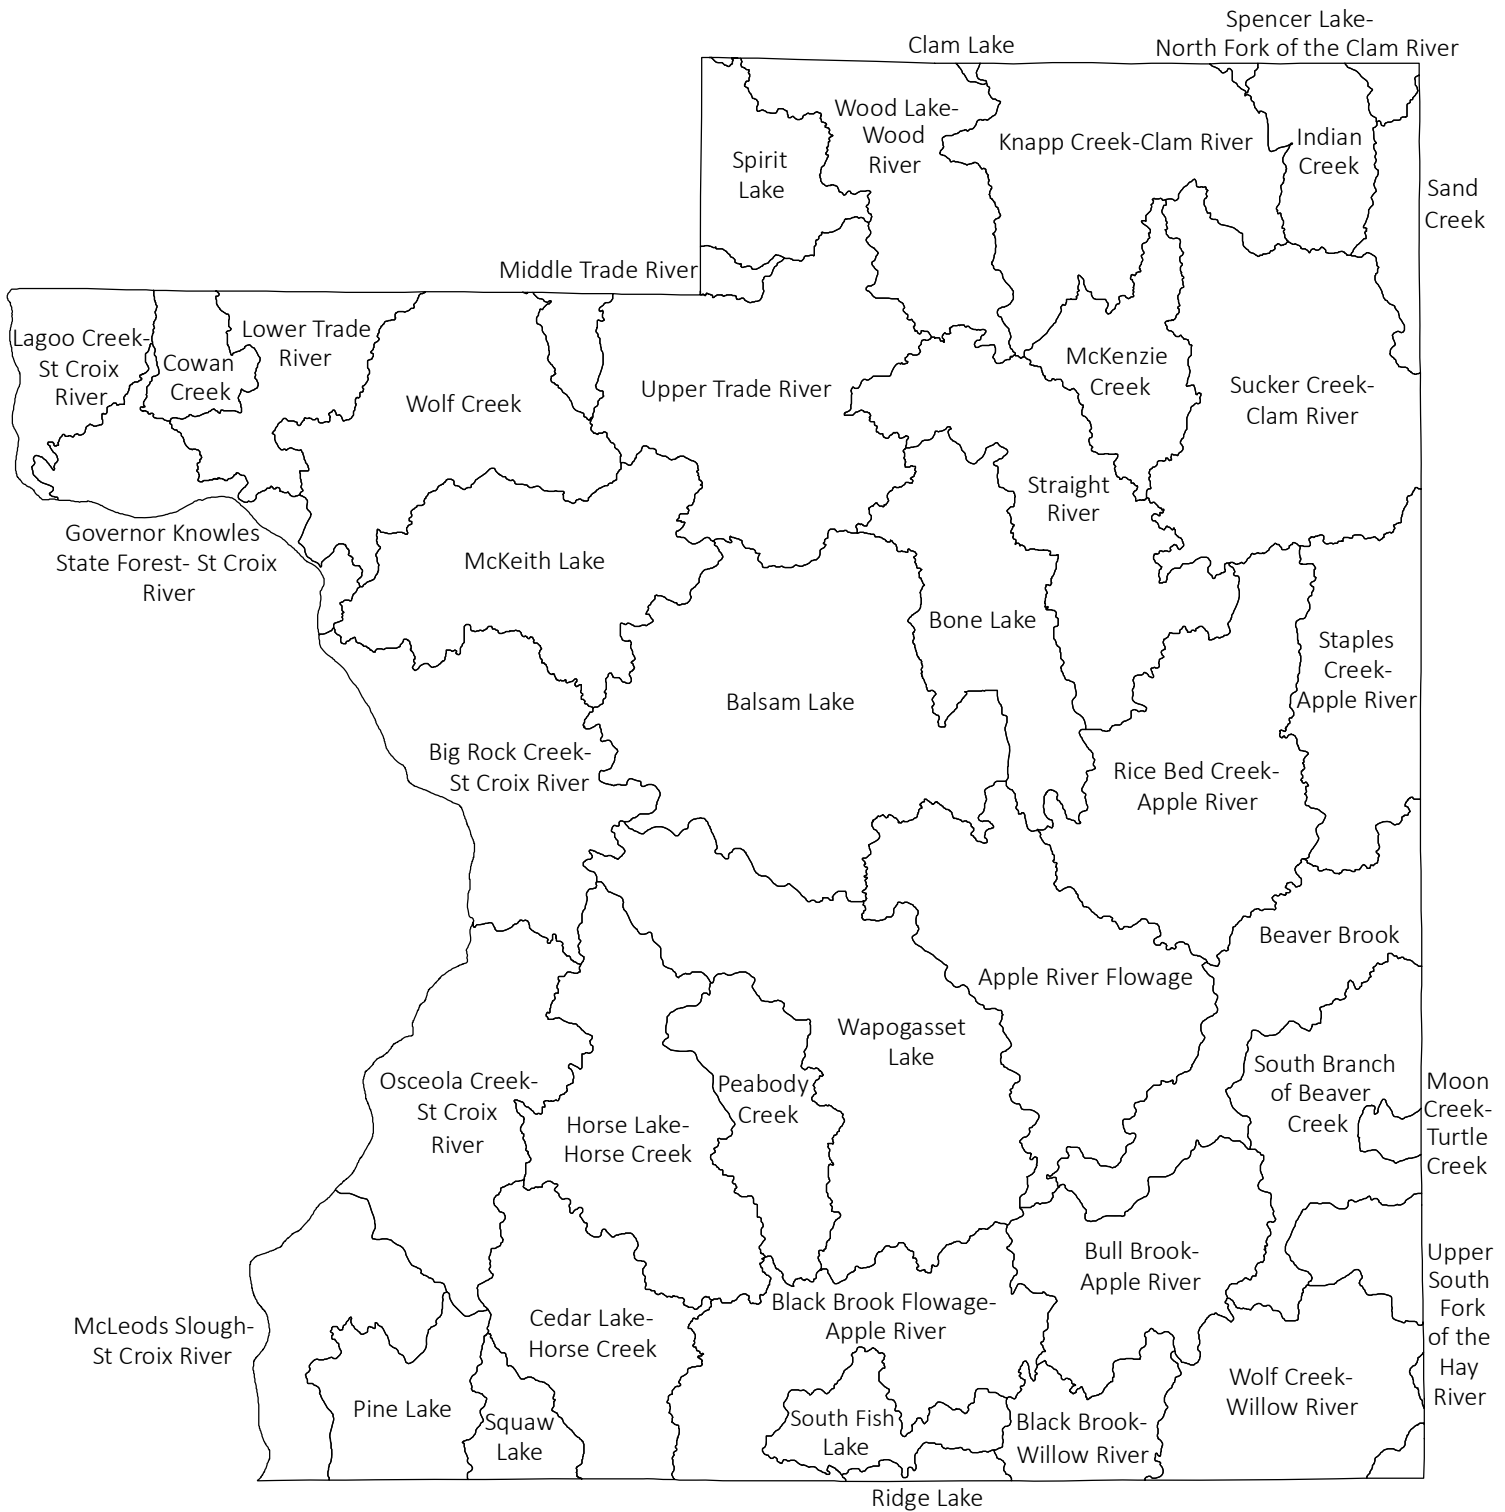 Spencer Lake-
North Fork of the Clam River
Clam Lake
Wood Lake-
Wood
River
Knapp Creek-Clam River
Indian
Creek
Spirit
Lake
Sand
Creek
Middle Trade River
Lagoo Creek-
St Croix
River
Cowan
Creek
Lower Trade
River
Wolf Creek
Upper Trade River
McKenzie
Creek
Sucker Creek-
Clam River
Straight
River
Governor Knowles
State Forest- St Croix
River
McKeith Lake
Bone Lake
Staples
Creek-
Apple River
Balsam Lake
Big Rock Creek-
St Croix River
Rice Bed Creek-
Apple River
Beaver Brook
Apple River Flowage
Wapogasset
Lake
Osceola Creek-
St Croix
River
Peabody
Creek
Horse Lake-
Horse Creek
South Branch
of Beaver
Creek
Moon
Creek-
Turtle
Creek
Bull Brook-
Apple River
Upper
South
Fork
of the
Hay
River
Black Brook Flowage-
Apple River
McLeods Slough-
St Croix River
Cedar Lake-
Horse Creek
Pine Lake
Squaw
Lake
South Fish
Lake
Black Brook-
Willow River
Wolf Creek-
Willow River
Ridge Lake